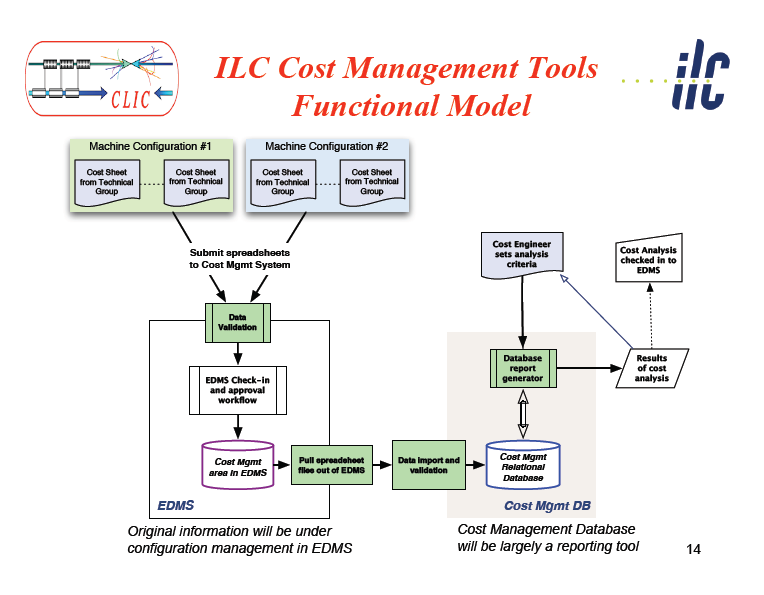 CLIC
ILC Cost Management Tools
Functional Model
ilc
iic
Machine Configuration #1
Machine Configuration #2
Cost Sheet
from Technical
Group
Cost Sheet
from Technical
Group
Cost Sheet
from Technical
Group
Cost Sheet
from Technical
Group
Submit spreadsheets
to Cost Mgmt System
Cost Engineer
sets analysis
criteria
Cost Analysis
checked in to
EDMS
Data
Validation
Database
report
generator
Results
of cost
analysis
EDMS Check-in
and approval
workflow
Cost Mgmt
area in EDMS
Pull spreadsheet
files out of EDMS
Data import and
validation
Cost Mgmt
Relational
Database
EDMS
Cost Mgmt DB
Original information will be under
configuration management in EDMS
Cost Management Database
will be largely a reporting tool
14